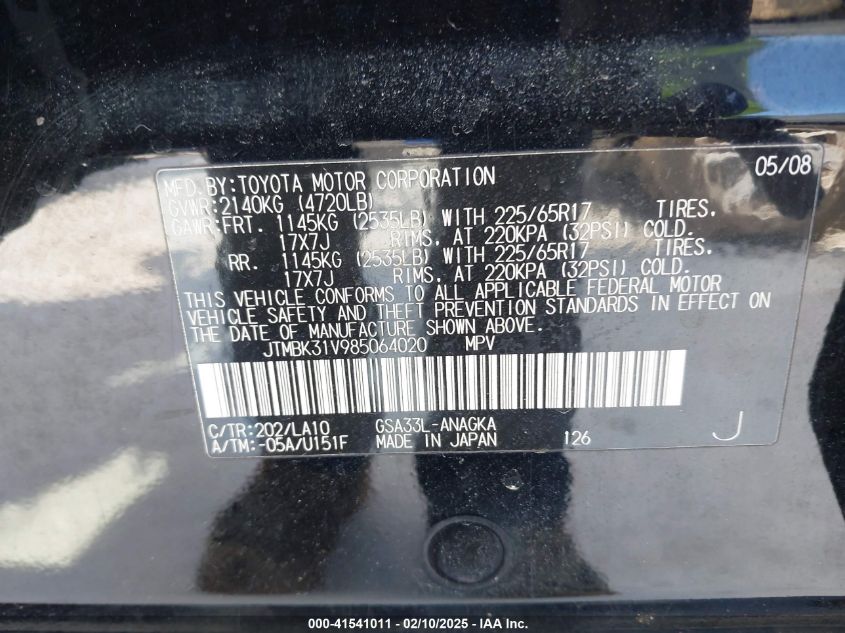 MFD. BY: TOYOTA MOTOR CORPORATION 05/08
GVWR: 2140KG (4720LB)
GAWR: FRT. 1145KG (2535LB) WITH 225/65R17 TIRES,
17X7J RIMS, AT 220KPA (32PSI) COLD.
RR. 1145KG (2535LB) WITH 225/65R17 TIRES,
17X7J RIMS, AT 220KPA (32PSI) COLD.
THIS VEHICLE CONFORMS TO ALL APPLICABLE FEDERAL MOTOR
VEHICLE SAFETY AND THEFT PREVENTION STANDARDS IN EFFECT ON
THE DATE OF MANUFACTURE SHOWN ABOVE.
JTMBK31V985064020 MPV
C/TR: 202/LA10 GSA33L-ANAGKA
A/TM: -05A/U151F MADE IN JAPAN 126 J
000-41541011 - 02/10/2025 - IAA Inc.